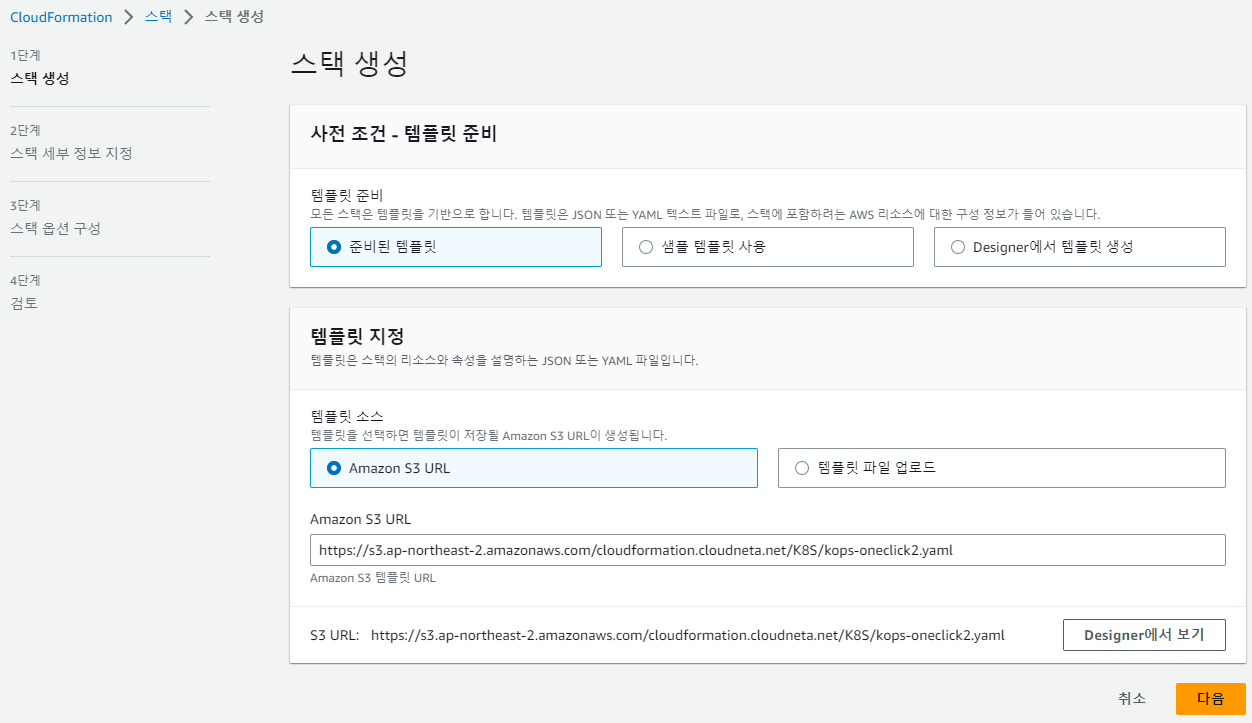 CloudFormation > 스택 > 스택 생성
1단계
스택 생성
2단계
스택 세부 정보 지정
3단계
스택 옵션 구성
4단계
검토
스택 생성
사전 조건 - 템플릿 준비
템플릿 준비
모든 스택은 템플릿을 기반으로 합니다. 템플릿은 JSON 또는 YAML 텍스트 파일로, 스택에 포함하려는 AWS 리소스에 대한 구성 정보가 들어 있습니다.
준비된 템플릿 샘플 템플릿 사용 Designer에서 템플릿 생성
템플릿 지정
템플릿은 스택의 리소스와 속성을 설명하는 JSON 또는 YAML 파일입니다.
템플릿 소스
템플릿을 선택하면 템플릿이 저장될 Amazon S3 URL이 생성됩니다.
Amazon S3 URL 템플릿 파일 업로드
Amazon S3 URL
https://s3.ap-northeast-2.amazonaws.com/cloudformation.cloudneta.net/K8S/kops-oneclick2.yaml
Amazon S3 템플릿 URL
S3 URL: https://s3.ap-northeast-2.amazonaws.com/cloudformation.cloudneta.net/K8S/kops-oneclick2.yaml Designer에서 보기
취소 다음